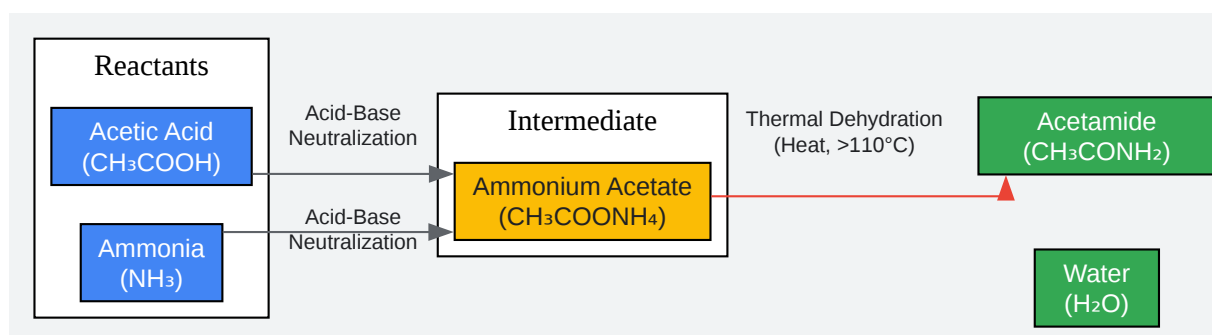 Reactants
Acetic Acid
(CH₃COOH)
Ammonia
(NH₃)
Acid-Base
Neutralization
Acid-Base
Neutralization
Intermediate
Ammonium Acetate
(CH₃COONH₄)
Thermal Dehydration
(Heat, >110°C)
Acetamide
(CH₃CONH₂)
Water
(H₂O)